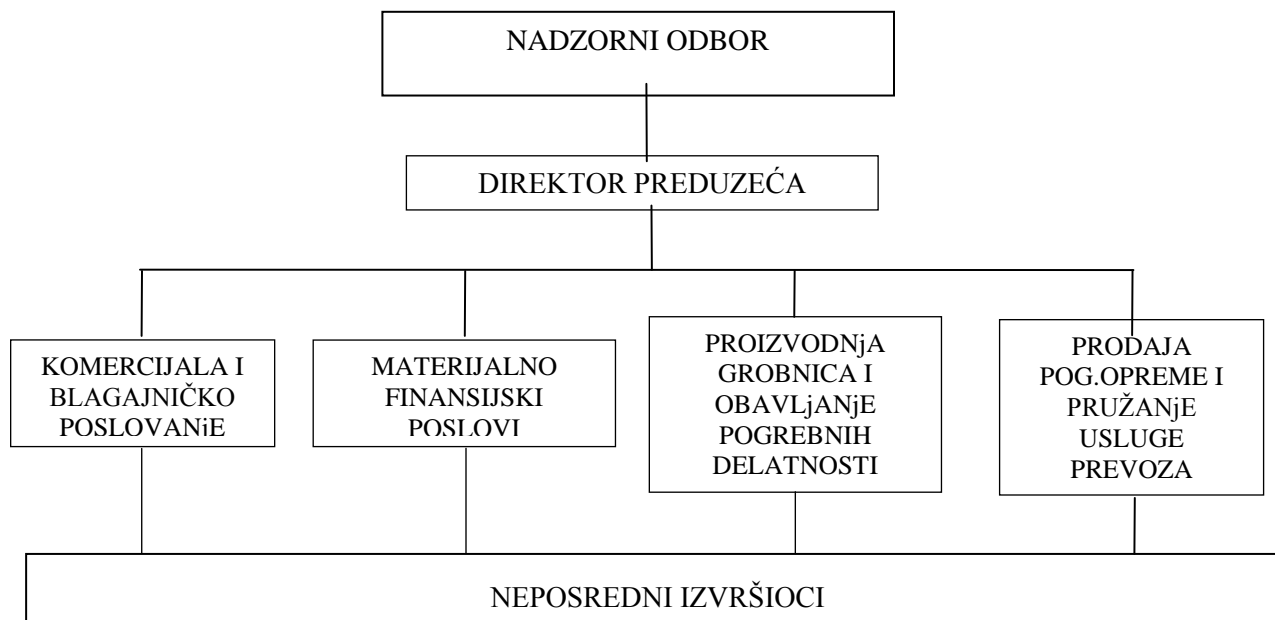 NADZORNI ODBOR
DIREKTOR PREDUZEĆA
KOMERCIJALA I
BLAGAJNIČKO
POSLOVANjE
MATERIJALNO
FINANSIJSKI
POSLOVI
PROIZVODNjA
GROBNICA I
OBAVLjANjE
POGREBNIH
DELATNOSTI
PRODAJA
POG.OPREME I
PRUŽANjE
USLUGE
PREVOZA
NEPOSREDNI IZVRŠIOCI